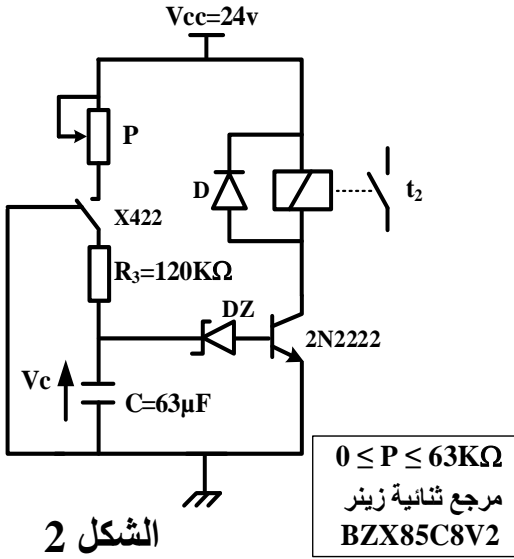 Vcc=24v
P
D
t₂
X422
R₃=120KΩ
DZ
2N2222
Vc
C=63µF
0 ≤ P ≤ 63KΩ
مرجع ثنائية زينر
BZX85C8V2
الشكل 2